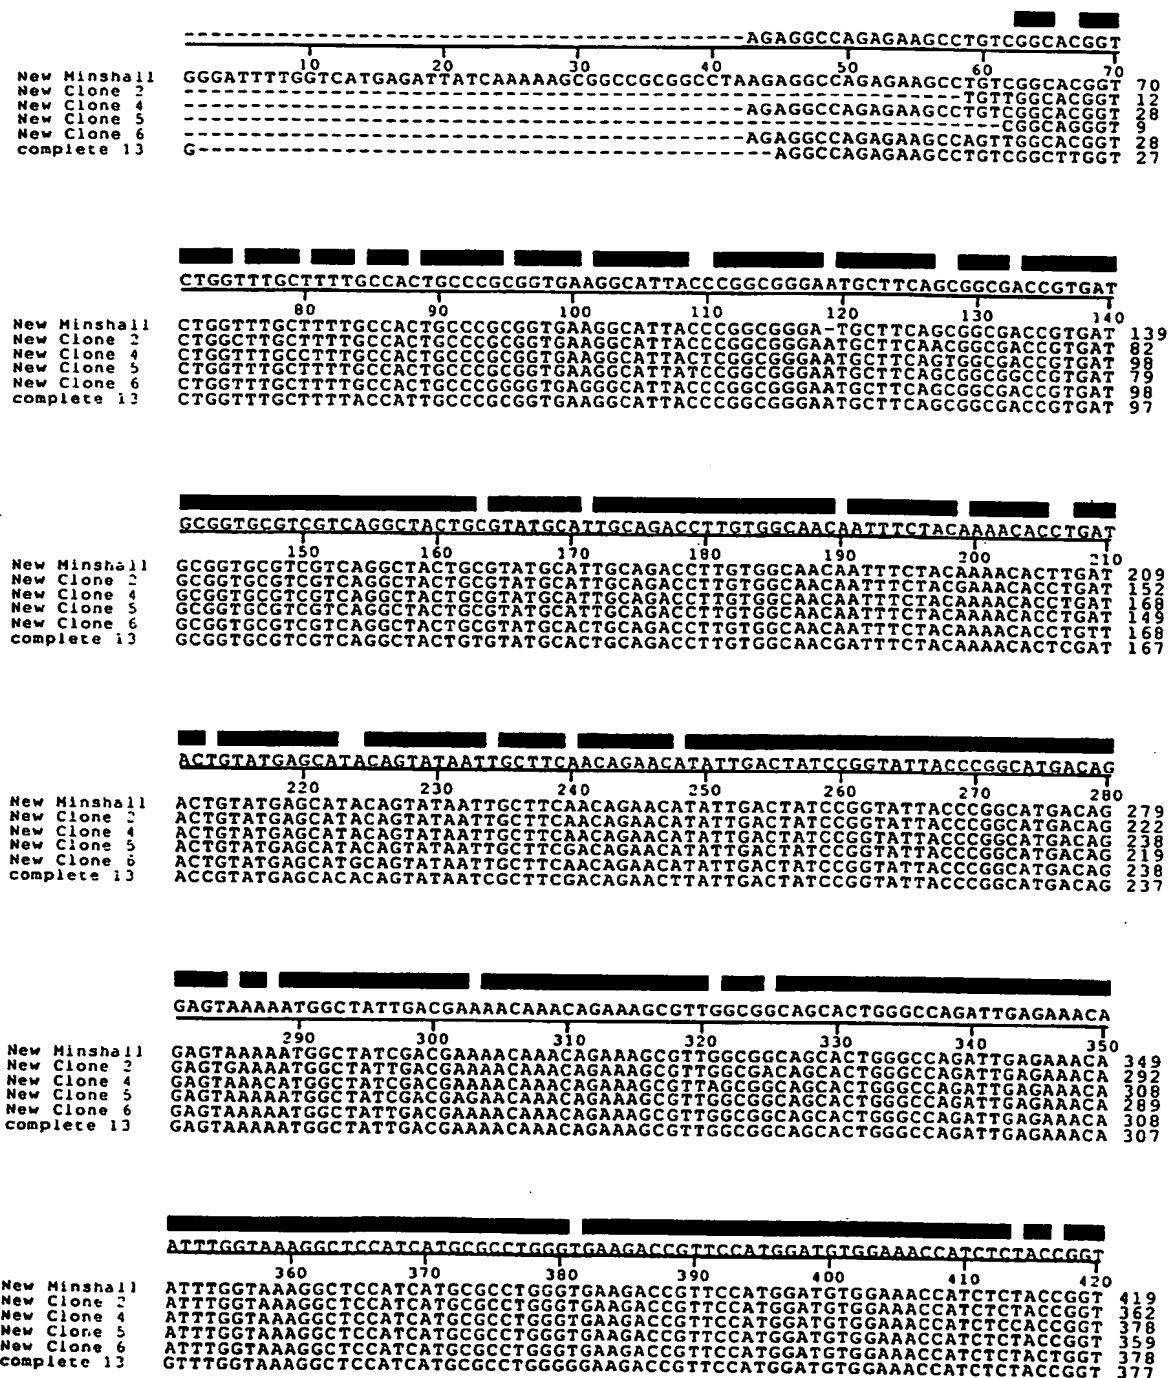 ------------------------------------------AGAGGCCAGAGAAGCCTGTCGGCACGGT
10 20 30 40 50 60 70
New Minshall GGGATTTTGGTCATGAGATTATCAAAAAGCGGCCGCGGCCTAAGAGGCCAGAGAAGCCTGTCGGCACGGT 70
New Clone 2 ----------------------------------------------------------TGTTGGCACGGT 12
New Clone 4 ------------------------------------------AGAGGCCAGAGAAGCCTGTCGGCACGGT 28
New Clone 5 -------------------------------------------------------------CGGCAGGGT 9
New Clone 6 ------------------------------------------AGAGGCCAGAGAAGCCAGTTGGCACGGT 28
complete 13 G-------------------------------------------AGGCCAGAGAAGCCTGTCGGCTTGGT 27
CTGGTTTGCTTTTGCCACTGCCCGCGGTGAAGGCATTACCCGGCGGGAATGCTTCAGCGGCGACCGTGAT
80 90 100 110 120 130 140
New Minshall CTGGTTTGCTTTTGCCACTGCCCGCGGTGAAGGCATTACCCGGCGGGA-TGCTTCAGCGGCGACCGTGAT 139
New Clone 2 CTGGCTTGCTTTTGCCACTGCCCGCGGTGAAGGCATTACCCGGCGGGAATGCTTCAACGGCGACCGTGAT 82
New Clone 4 CTGGTTTGCCTTTGCCACTGCCCGCGGTGAAGGCATTACTCGGCGGGAATGCTTCAGTGGCGACCGTGAT 98
New Clone 5 CTGGTTTGCTTTTGCCACTGCCCGCGGTGAAGGCATTATCCGGCGGGAATGCTTCAGCGGCGGCCGTGAT 79
New Clone 6 CTGGTTTGCTTTTGCCACTGCCCGGGGTGAGGGCATTACCCGGCGGGAATGCTTCAGCGGCGACCGTGAT 98
complete 13 CTGGTTTGCTTTTACCATTGCCCGCGGTGAAGGCATTACCCGGCGGGAATGCTTCAGCGGCGACCGTGAT 97
GCGGTGCGTCGTCAGGCTACTGCGTATGCATTGCAGACCTTGTGGCAACAATTTCTACAAAACACCTGAT
150 160 170 180 190 200 210
New Minshall GCGGTGCGTCGTCAGGCTACTGCGTATGCATTGCAGACCTTGTGGCAACAATTTCTACAAAACACTTGAT 209
New Clone 2 GCGGTGCGTCGTCAGGCTACTGCGTATGCATTGCAGACCTTGTGGCAACAATTTCTACGAAACACCTGAT 152
New Clone 4 GCGGTGCGTCGTCAGGCTACTGCGTATGCATTGCAGACCTTGTGGCAACAATTTCTACAAAACACCTGAT 168
New Clone 5 GCGGTGCGTCGTCAGGCTACTGCGTATGCATTGCAGACCTTGTGGCAACAATTTCTACAAAACACCTGAT 149
New Clone 6 GCGGTGCGTCGTCAGGCTACTGCGTATGCACTGCAGACCTTGTGGCAACAATTTCTACAAAACACCTGTT 168
complete 13 GCGGTGCGTCGTCAGGCTACTGTGTATGCACTGCAGACCTTGTGGCAACGATTTCTACAAAACACTCGAT 167
ACTGTATGAGCATACAGTATAATTGCTTCAACAGAACATATTGACTATCCGGTATTACCCGGCATGACAG
220 230 240 250 260 270 280
New Minshall ACTGTATGAGCATACAGTATAATTGCTTCAACAGAACATATTGACTATCCGGTATTACCCGGCATGACAG 279
New Clone 2 ACTGTATGAGCATACAGTATAATTGCTTCAACAGAACATATTGACTATCCGGTATTACCCGGCATGACAG 222
New Clone 4 ACTGTATGAGCATACAGTATAATTGCTTCAACAGAACATATTGACTATCCGGTATTACCCGGCATGACAG 238
New Clone 5 ACTGTATGAGCATACAGTATAATTGCTTCGACAGAACATATTGACTATCCGGTATTACCCGGCATGACAG 219
New Clone 6 ACTGTATGAGCATGCAGTATAATTGCTTCAACAGAACATATTGACTATCCGGTATTACCCGGCATGACAG 238
complete 13 ACCGTATGAGCACACAGTATAATCGCTTCGACAGAACTTATTGACTATCCGGTATTACCCGGCATGACAG 237
GAGTAAAAATGGCTATTGACGAAAACAAACAGAAAGCGTTGGCGGCAGCACTGGGCCAGATTGAGAAACA
290 300 310 320 330 340 350
New Minshall GAGTAAAAATGGCTATCGACGAAAACAAACAGAAAGCGTTGGCGGCAGCACTGGGCCAGATTGAGAAACA 349
New Clone 2 GAGTGAAAATGGCTATTGACGAAAACAAACAGAAAGCGTTGGCGACAGCACTGGGCCAGATTGAGAAACA 292
New Clone 4 GAGTAAACATGGCTATCGACGAAAACAAACAGAAAGCGTTAGCGGCAGCACTGGGCCAGATTGAGAAACA 308
New Clone 5 GAGTAAAAATGGCTATCGACGAGAACAAACAGAAAGCGTTGGCGGCAGCACTGGGCCAGATTGAGAAACA 289
New Clone 6 GAGTAAAAATGGCTATTGACGAAAACAAACAGAAAGCGTTGGCGGCAGCACTGGGCCAGATTGAGAAACA 308
complete 13 GAGTAAAAATGGCTATTGACGAAAACAAACAGAAAGCGTTGGCGGCAGCACTGGGCCAGATTGAGAAACA 307
ATTTGGTAAAGGCTCCATCATGCGCCTGGGTGAAGACCGTTCCATGGATGTGGAAACCATCTCTACCGGT
360 370 380 390 400 410 420
New Minshall ATTTGGTAAAGGCTCCATCATGCGCCTGGGTGAAGACCGTTCCATGGATGTGGAAACCATCTCTACCGGT 419
New Clone 2 ATTTGGTAAAGGCTCCATCATGCGCCTGGGTGAAGACCGTTCCATGGATGTGGAAACCATCTCTACCGGT 362
New Clone 4 ATTTGGTAAAGGCTCCATCATGCGCCTGGGTGAAGACCGTTCCATGGATGTGGAAACCATCTCCACCGGT 378
New Clone 5 ATTTGGTAAAGGCTCCATCATGCGCCTGGGTGAAGACCGTTCCATGGATGTGGAAACCATCTCTACCGGT 359
New Clone 6 ATTTGGTAAAGGCTCCATCATGCGCCTGGGTGAAGACCGTTCCATGGATGTGGAAACCATCTCTACTGGT 378
complete 13 GTTTGGTAAAGGCTCCATCATGCGCCTGGGGGAAGACCGTTCCATGGATGTGGAAACCATCTCTACCGGT 377